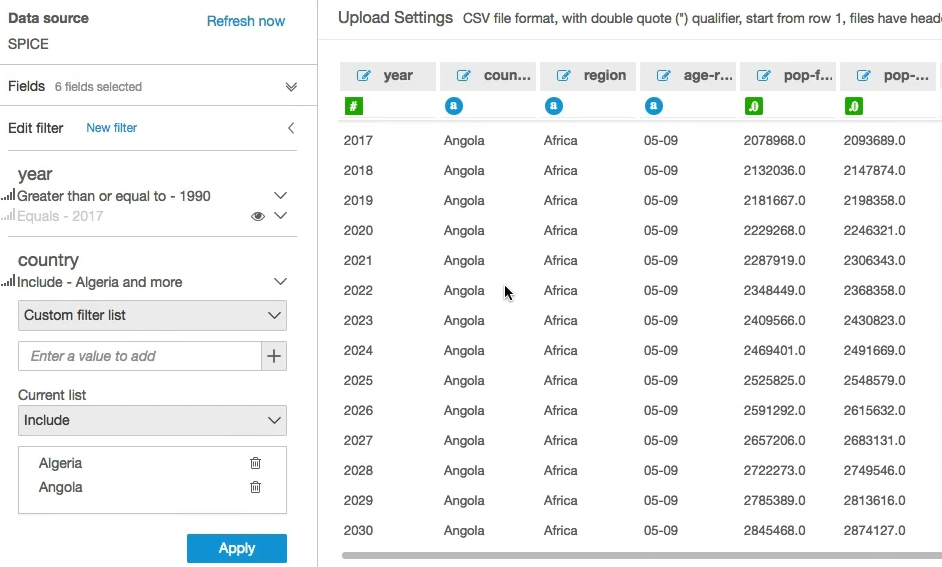 Data source
Refresh now
SPICE
Fields 6 fields selected
Edit filter New filter
year
Greater than or equal to - 1990
Equals - 2017
country
Include - Algeria and more
Custom filter list
Enter a value to add
Current list
Include
Algeria
Angola
Apply
Upload Settings CSV file format, with double quote (") qualifier, start from row 1, files have
year coun... region age-r... pop-f... pop-...
# a a a .0 .0
2017 Angola Africa 05-09 2078968.0 2093689.0
2018 Angola Africa 05-09 2132036.0 2147874.0
2019 Angola Africa 05-09 2181667.0 2198358.0
2020 Angola Africa 05-09 2229268.0 2246321.0
2021 Angola Africa 05-09 2287919.0 2306343.0
2022 Angola Africa 05-09 2348449.0 2368358.0
2023 Angola Africa 05-09 2409566.0 2430823.0
2024 Angola Africa 05-09 2469401.0 2491669.0
2025 Angola Africa 05-09 2525825.0 2548579.0
2026 Angola Africa 05-09 2591292.0 2615632.0
2027 Angola Africa 05-09 2657206.0 2683131.0
2028 Angola Africa 05-09 2722273.0 2749546.0
2029 Angola Africa 05-09 2785389.0 2813616.0
2030 Angola Africa 05-09 2845468.0 2874127.0